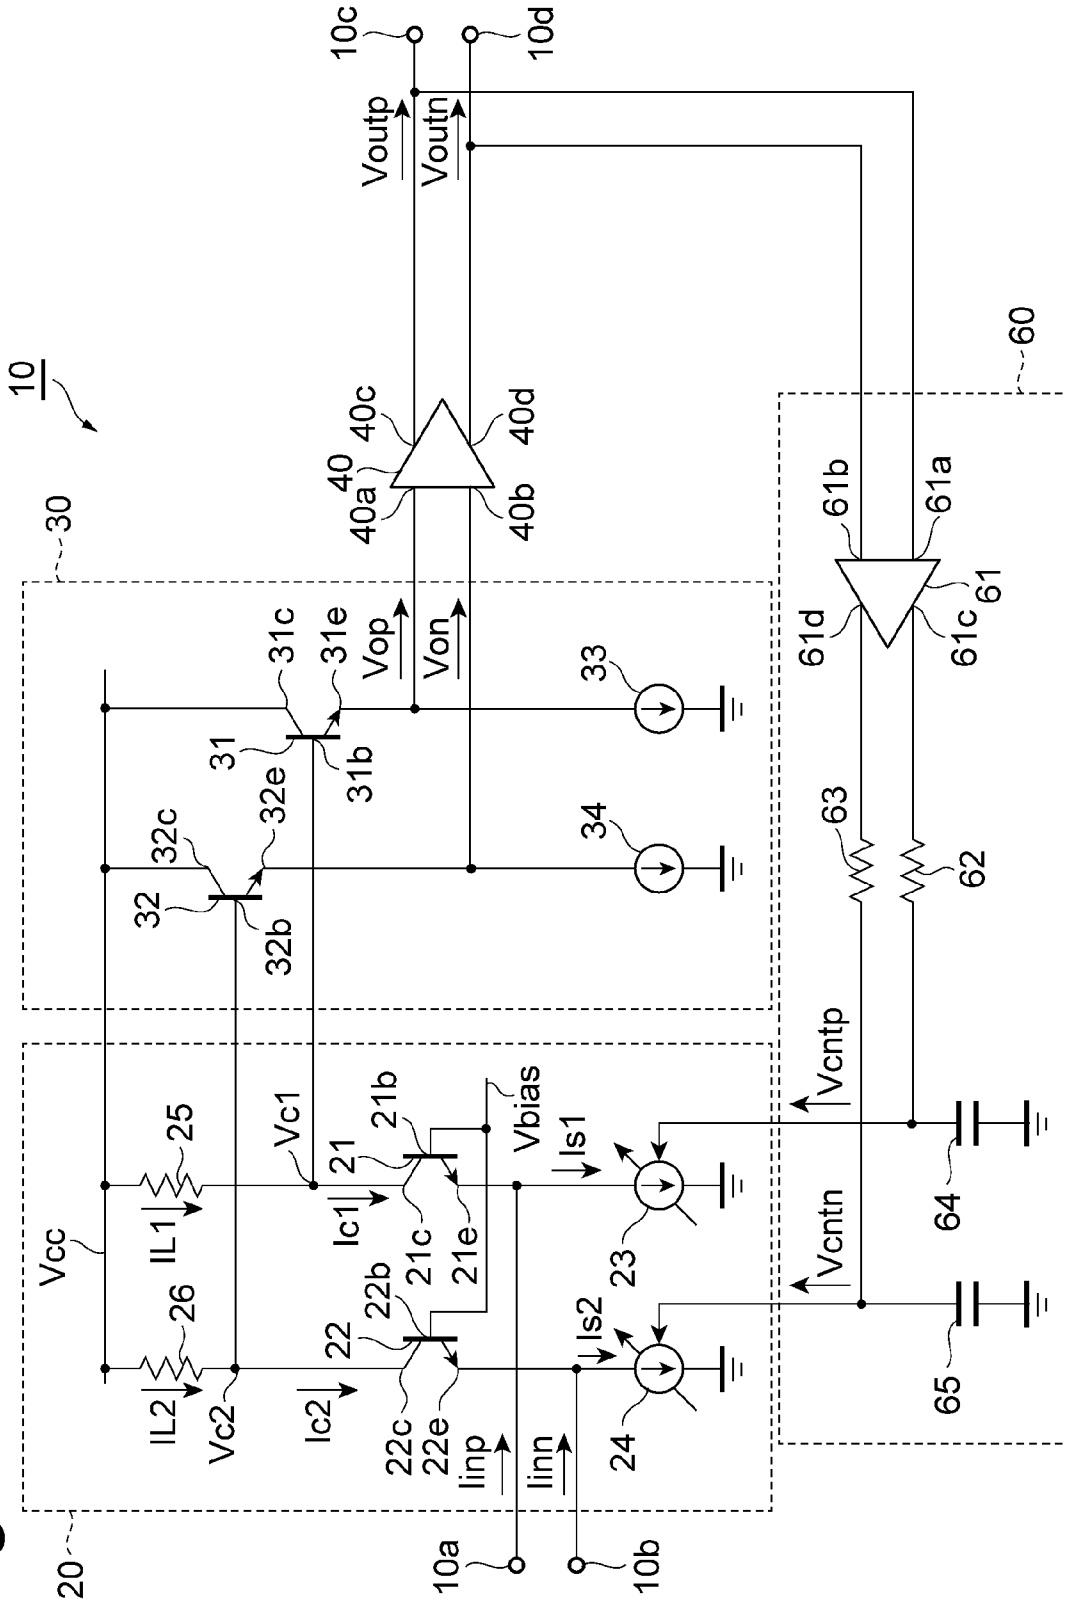 10
20
30
60
Vcc
IL2
26
IL1
25
Vc2
Vc1
Ic2
22
22b
22c
22e
Ic1
21
21b
21c
21e
Vbias
Iinp
Iinn
10a
10b
Is2
Is1
24
23
32
32c
32b
32e
31
31c
31b
31e
Vop
Von
34
33
40
40a
40b
40c
40d
Voutp
Voutn
10c
10d
Vcntn
Vcntp
65
64
63
62
61
61a
61b
61c
61d